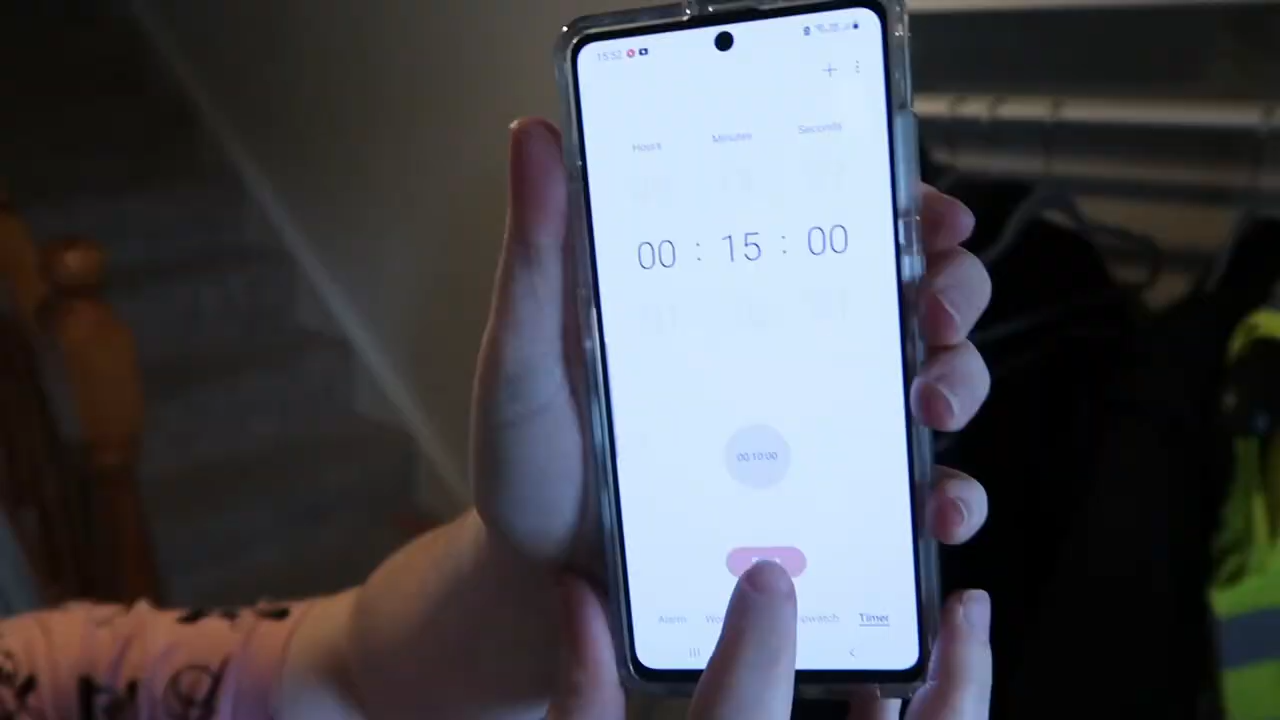 15:52
Hours Minutes Seconds
00 : 15 : 00
00:10:00
Alarm Timer